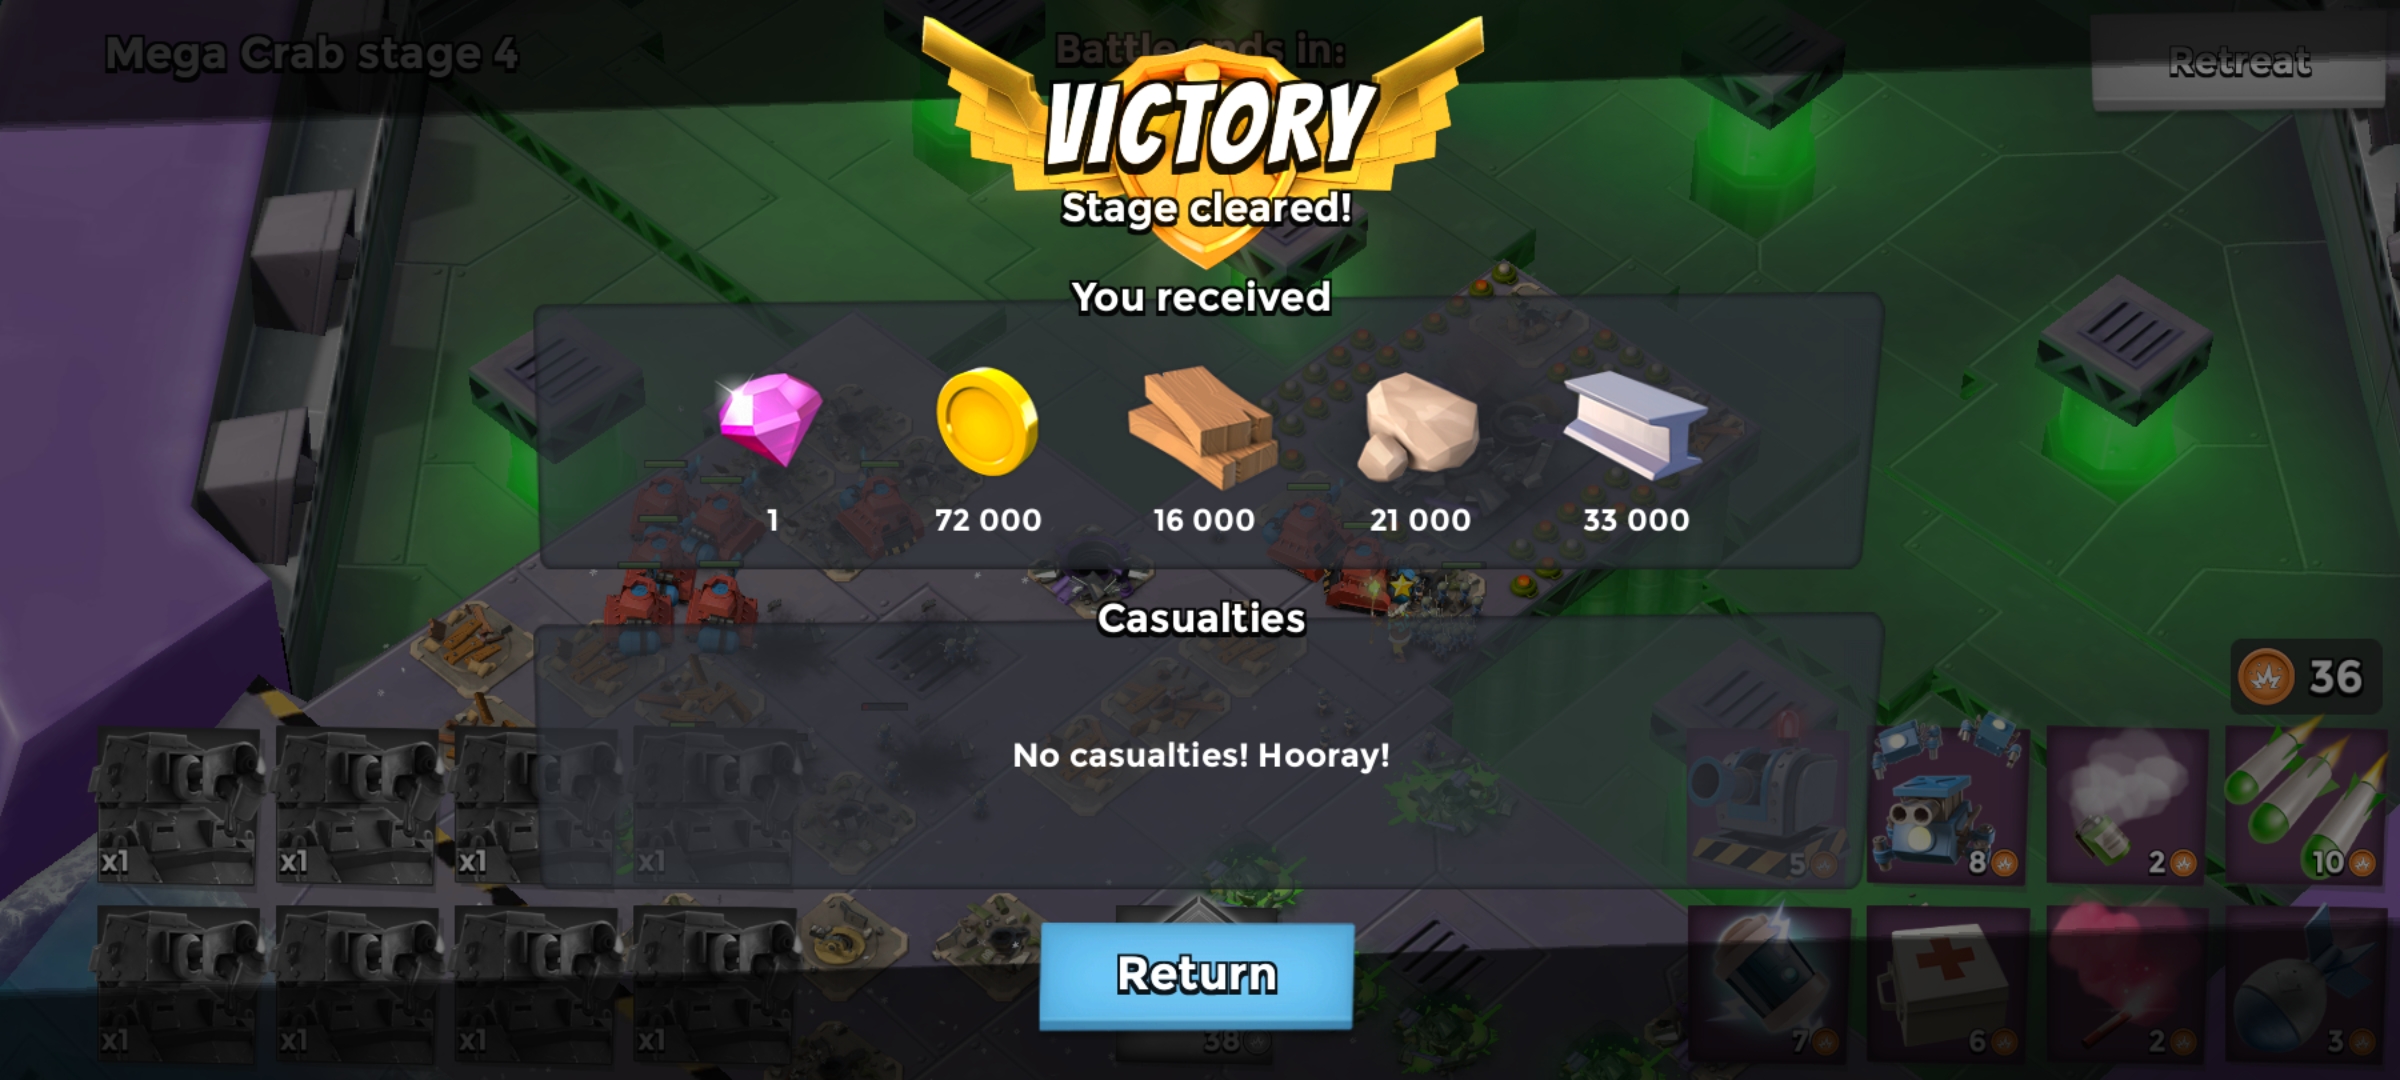 Mega Crab stage 4
Battle ends in:
Retreat
VICTORY
Stage cleared!
You received
1
72 000
16 000
21 000
33 000
Casualties
No casualties! Hooray!
36
x1
x1
x1
x1
5
8
2
10
Return
x1
x1
x1
x1
38
7
6
2
3